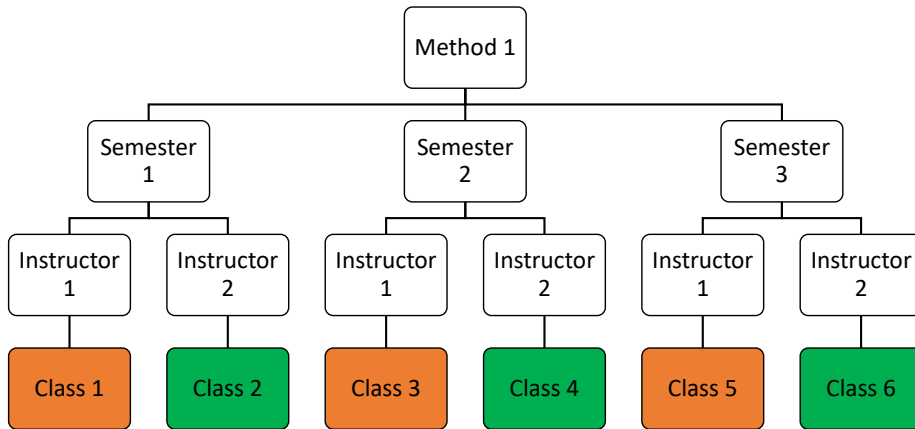 Method 1
Semester
1
Semester
2
Semester
3
Instructor
1
Instructor
2
Instructor
1
Instructor
2
Instructor
1
Instructor
2
Class 1
Class 2
Class 3
Class 4
Class 5
Class 6